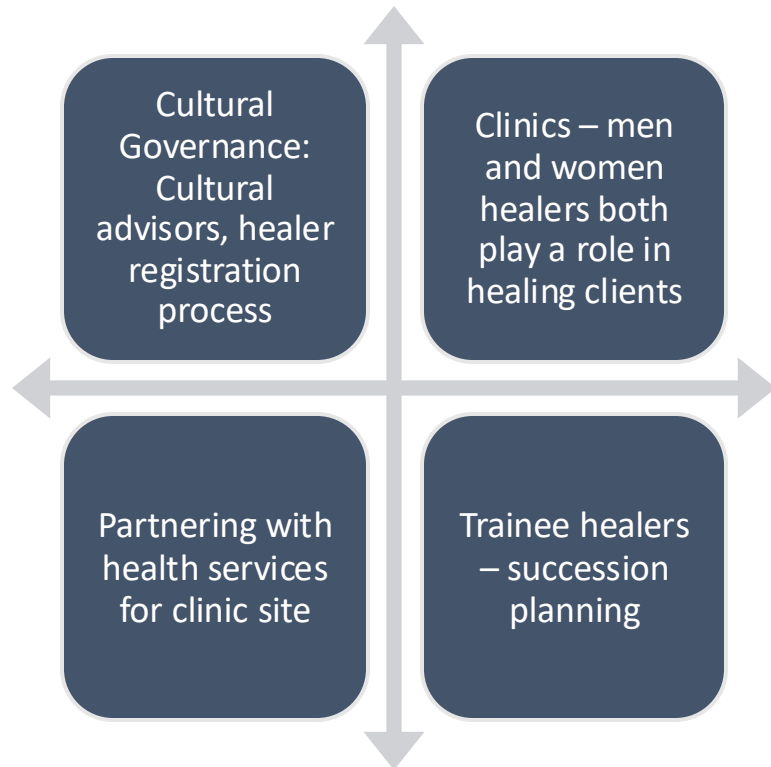 Cultural
Governance:
Cultural
advisors, healer
registration
process
Clinics – men
and women
healers both
play a role in
healing clients
Partnering with
health services
for clinic site
Trainee healers
– succession
planning